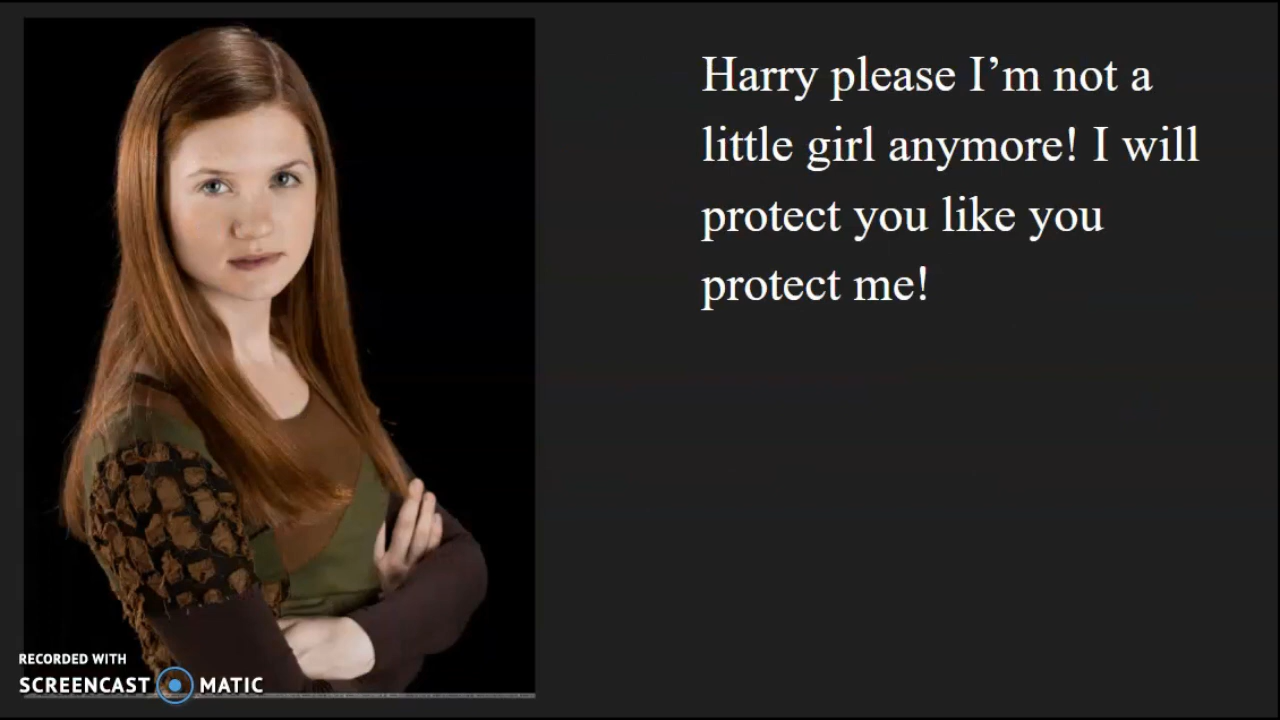 Harry please I’m not a
little girl anymore! I will
protect you like you
protect me!
RECORDED WITH
SCREENCAST MATIC